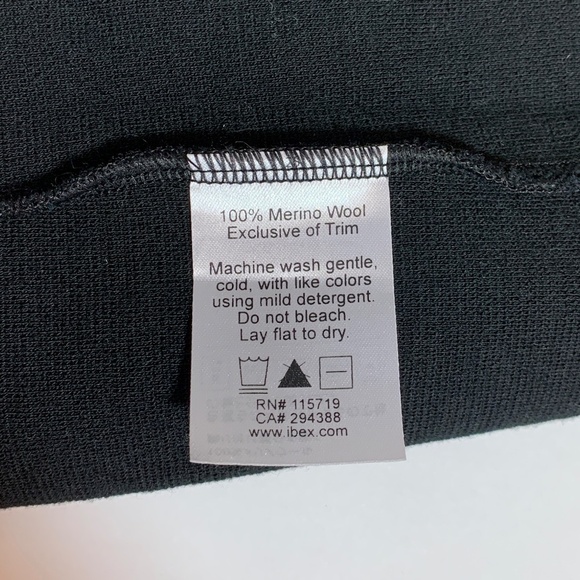 100% Merino Wool
Exclusive of Trim
Machine wash gentle,
cold, with like colors
using mild detergent.
Do not bleach.
Lay flat to dry.
RN# 115719
CA# 294388
www.ibex.com